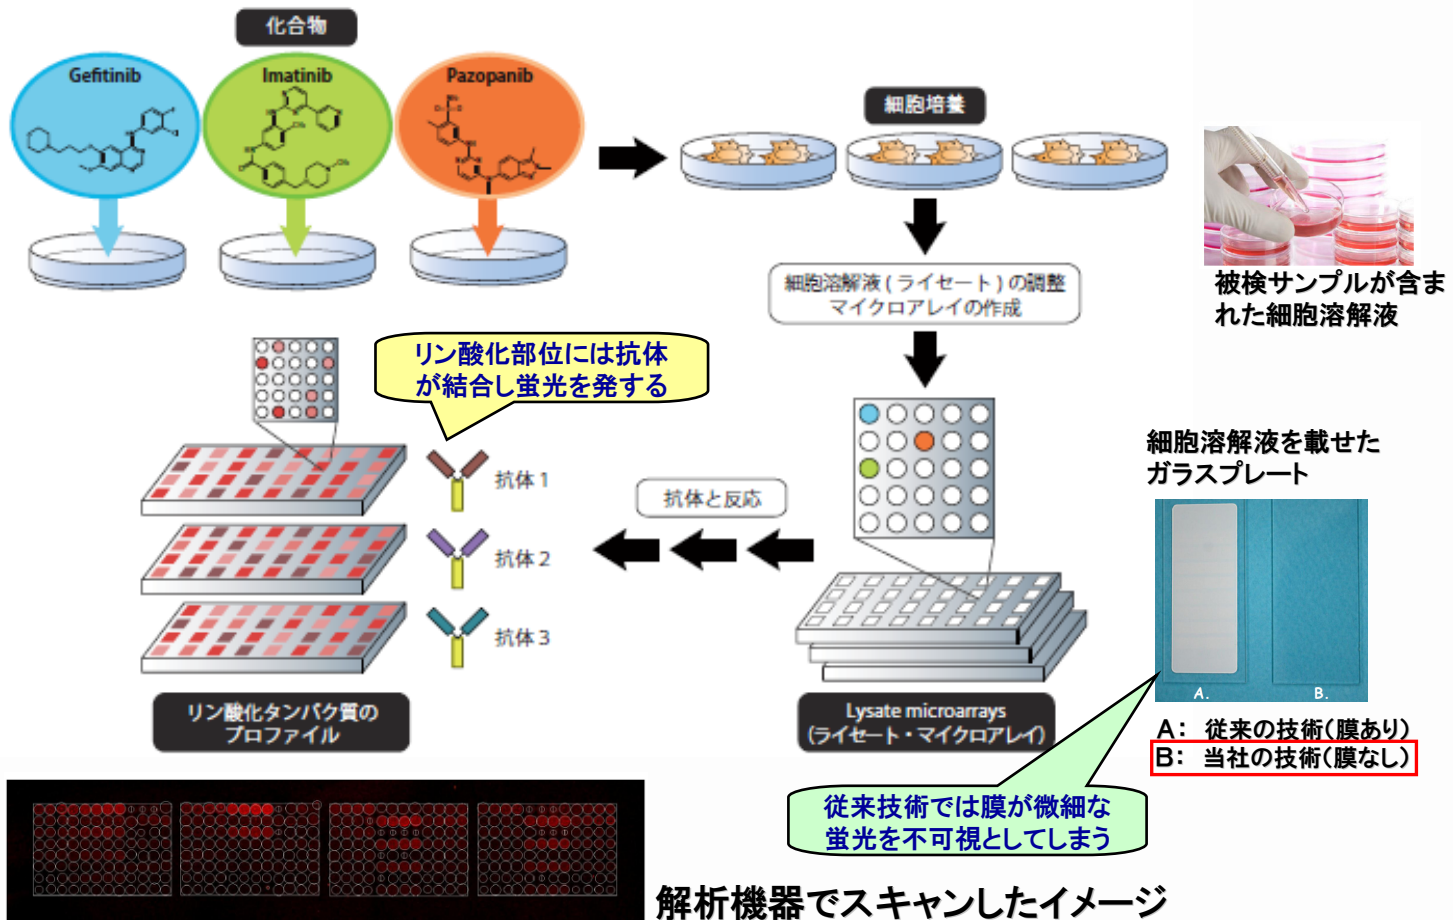 化合物
Gefitinib
Imatinib
Pazopanib
細胞培養
被検サンプルが含ま
れた細胞溶解液
細胞溶解液(ライセート)の調整
マイクロアレイの作成
リン酸化部位には抗体
が結合し蛍光を発する
細胞溶解液を載せた
ガラスプレート
抗体 1
抗体と反応
抗体 2
抗体 3
A.
B.
リン酸化タンパク質の
プロファイル
Lysate microarrays
(ライセート・マイクロアレイ)
A: 従来の技術(膜あり)
B: 当社の技術(膜なし)
従来技術では膜が微細な
蛍光を不可視としてしまう
解析機器でスキャンしたイメージ